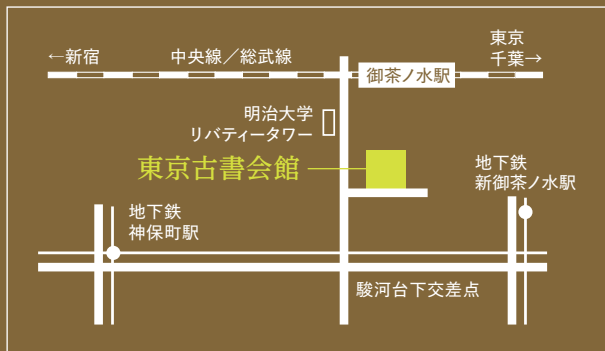 ←新宿
中央線／総武線
御茶ノ水駅
東京
千葉→
明治大学
リバティータワー
東京古書会館
地下鉄
新御茶ノ水駅
地下鉄
神保町駅
駿河台下交差点